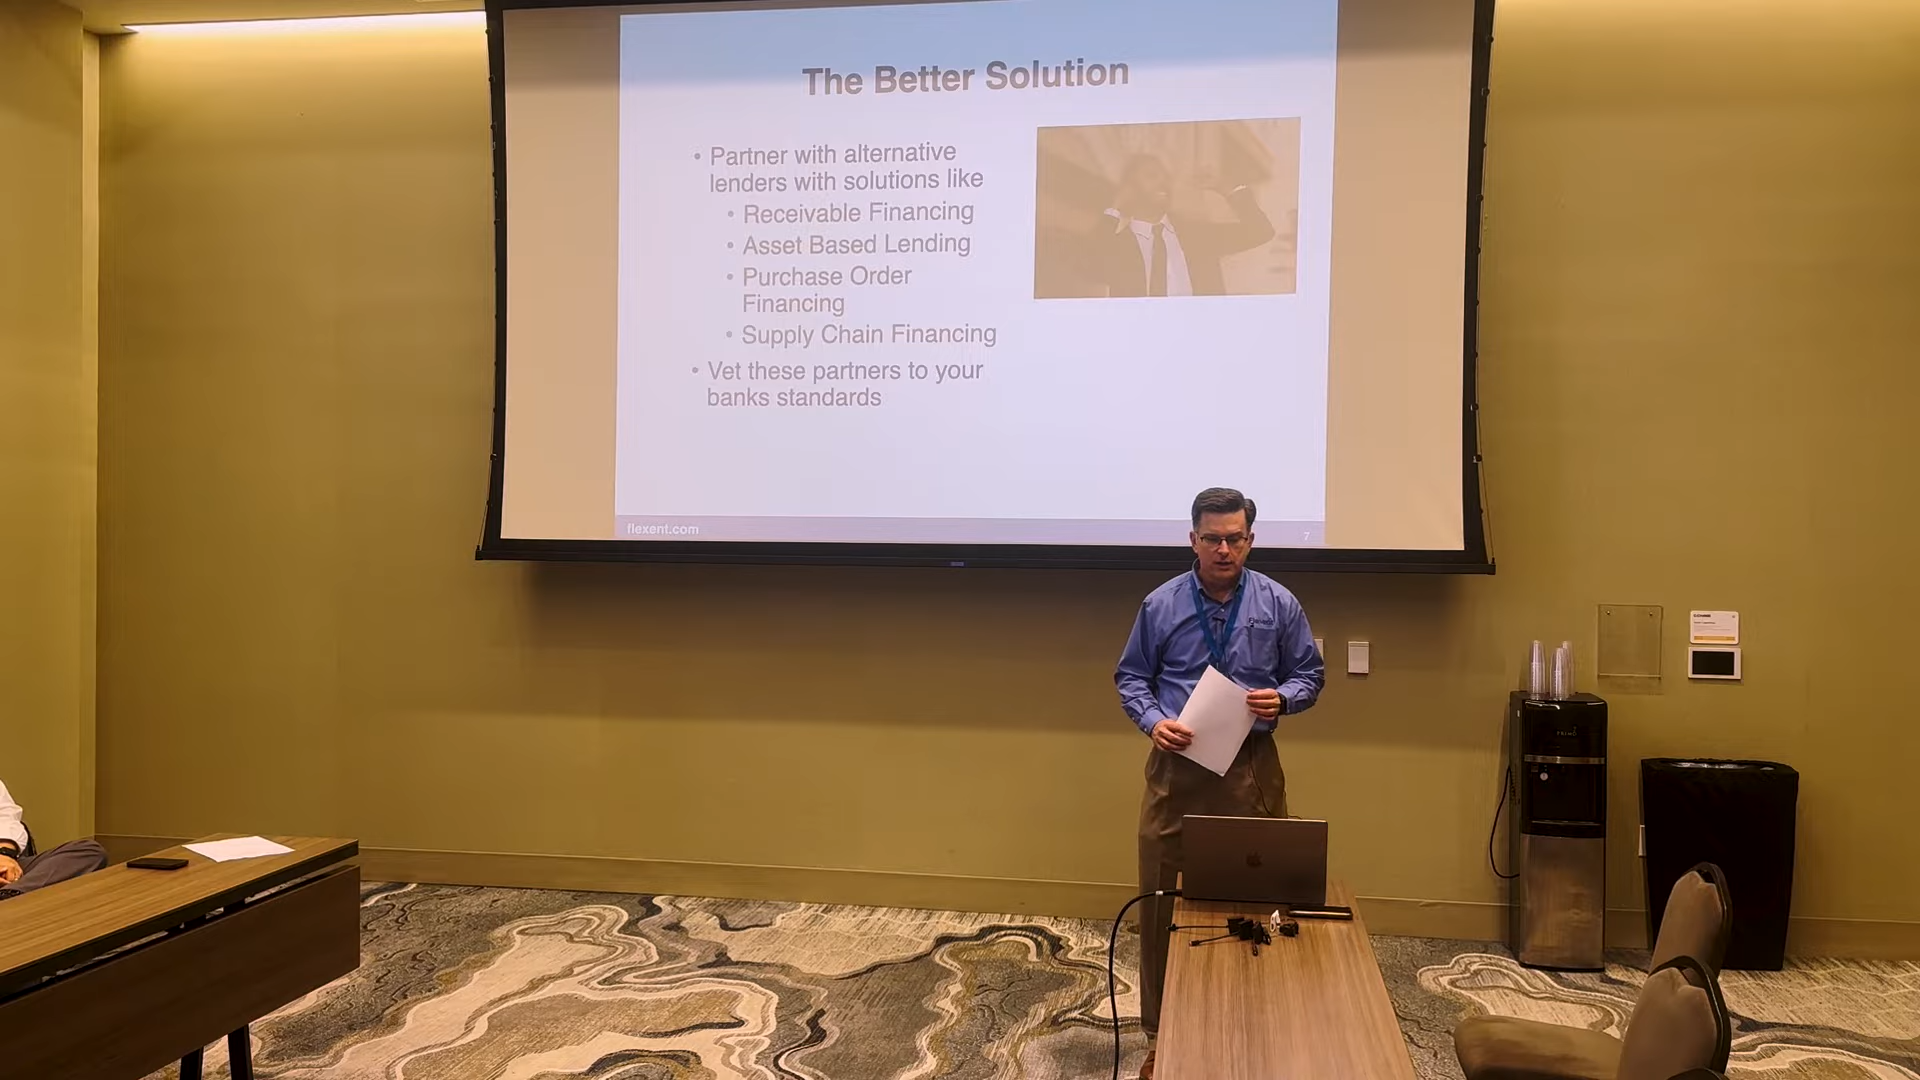 The Better Solution
• Partner with alternative
lenders with solutions like
• Receivable Financing
• Asset Based Lending
• Purchase Order
Financing
• Supply Chain Financing
• Vet these partners to your
banks standards
flexent.com
7